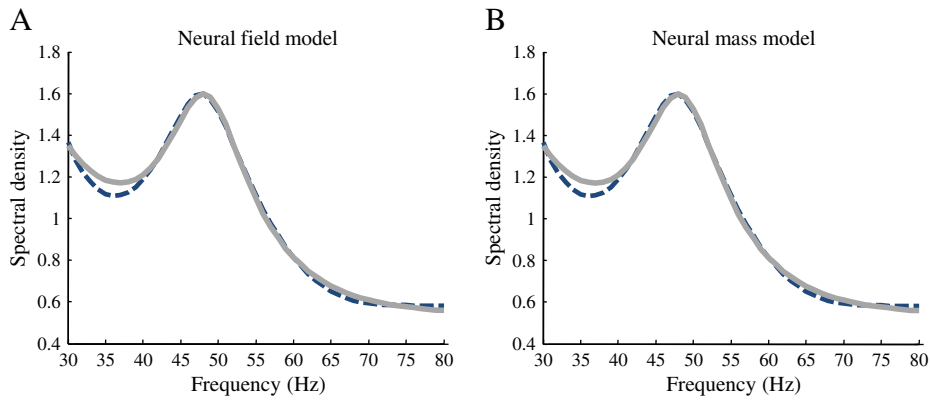 A
Neural field model
1.8
1.6
1.4
1.2
1
0.8
0.6
0.4
Spectral density
30 35 40 45 50 55 60 65 70 75 80
Frequency (Hz)
B
Neural mass model
1.8
1.6
1.4
1.2
1
0.8
0.6
0.4
Spectral density
30 35 40 45 50 55 60 65 70 75 80
Frequency (Hz)